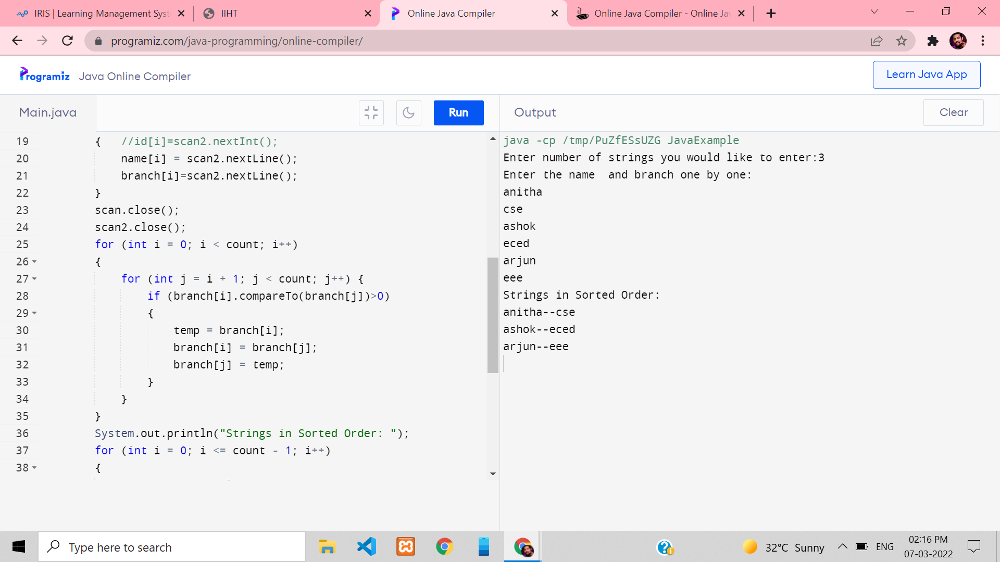 IRIS | Learning Management Syst
IIHT
Online Java Compiler
Online Java Compiler - Online Jav
programiz.com/java-programming/online-compiler/
Programiz Java Online Compiler
Learn Java App
Main.java
Run
Output
Clear
19 { //id[i]=scan2.nextInt();
20 name[i] = scan2.nextLine();
21 branch[i]=scan2.nextLine();
22 }
23 scan.close();
24 scan2.close();
25 for (int i = 0; i < count; i++)
26 {
27 for (int j = i + 1; j < count; j++) {
28 if (branch[i].compareTo(branch[j])>0)
29 {
30 temp = branch[i];
31 branch[i] = branch[j];
32 branch[j] = temp;
33 }
34 }
35 }
36 System.out.println("Strings in Sorted Order: ");
37 for (int i = 0; i <= count - 1; i++)
38 {
java -cp /tmp/PuZfESsUZG JavaExample
Enter number of strings you would like to enter:3
Enter the name  and branch one by one:
anitha
cse
ashok
eced
arjun
eee
Strings in Sorted Order:
anitha--cse
ashok--eced
arjun--eee
Type here to search
32°C Sunny
ENG
02:16 PM
07-03-2022